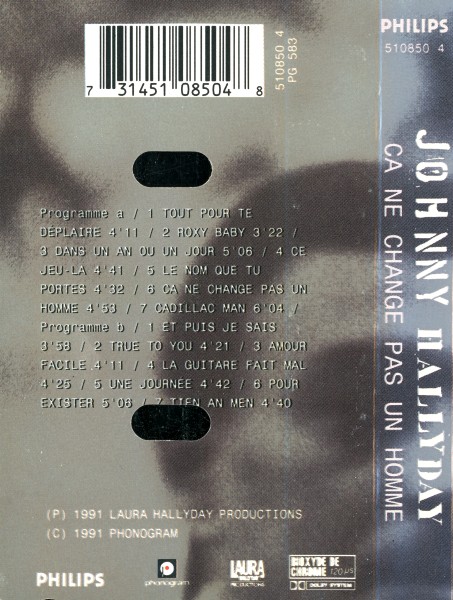 7 31451 08504 8
510850 4
PG 583
Programme a / 1 TOUT POUR TE
DÉPLAIRE 4'11 / 2 ROXY BABY 3'22 /
3 DANS UN AN OU UN JOUR 5'06 / 4 CE
JEU-LA 4'41 / 5 LE NOM QUE TU
PORTES 4'32 / 6 CA NE CHANGE PAS UN
HOMME 4'53 / 7 CADILLAC MAN 6'04 /
Programme b / 1 ET PUIS JE SAIS
3'58 / 2 TRUE TO YOU 4'21 / 3 AMOUR
FACILE 4'11 / 4 LA GUITARE FAIT MAL
4'25 / 5 UNE JOURNÉE 4'42 / 6 POUR
EXISTER 5'06 / 7 TIEN AN MEN 4'40
(P) 1991 LAURA HALLYDAY PRODUCTIONS
(C) 1991 PHONOGRAM
PHILIPS
phonogram
LAURA
PRODUCTIONS
BIOXYDE DE
CHROME 120 µs
DOLBY SYSTEM
PHILIPS
510850 4
JOHNNY HALLYDAY
CA NE CHANGE PAS UN HOMME